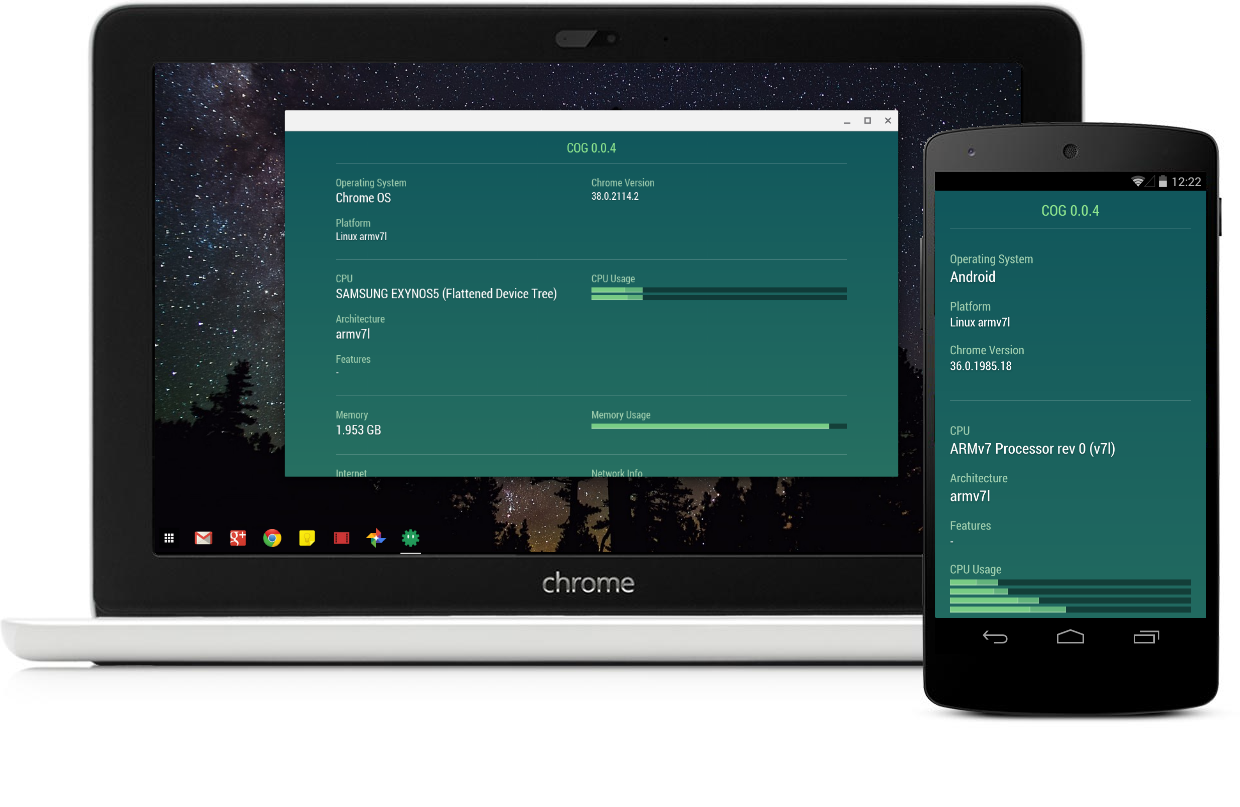 COG 0.0.4
Operating System
Chrome OS
Chrome Version
38.0.2114.2
Platform
Linux armv7l
CPU
SAMSUNG EXYNOS5 (Flattened Device Tree)
CPU Usage
Architecture
armv7l
Features
-
Memory
1.953 GB
Memory Usage
Internet
Network Info
g+
chrome
12:22
COG 0.0.4
Operating System
Android
Platform
Linux armv7l
Chrome Version
36.0.1985.18
CPU
ARMv7 Processor rev 0 (v7l)
Architecture
armv7l
Features
-
CPU Usage